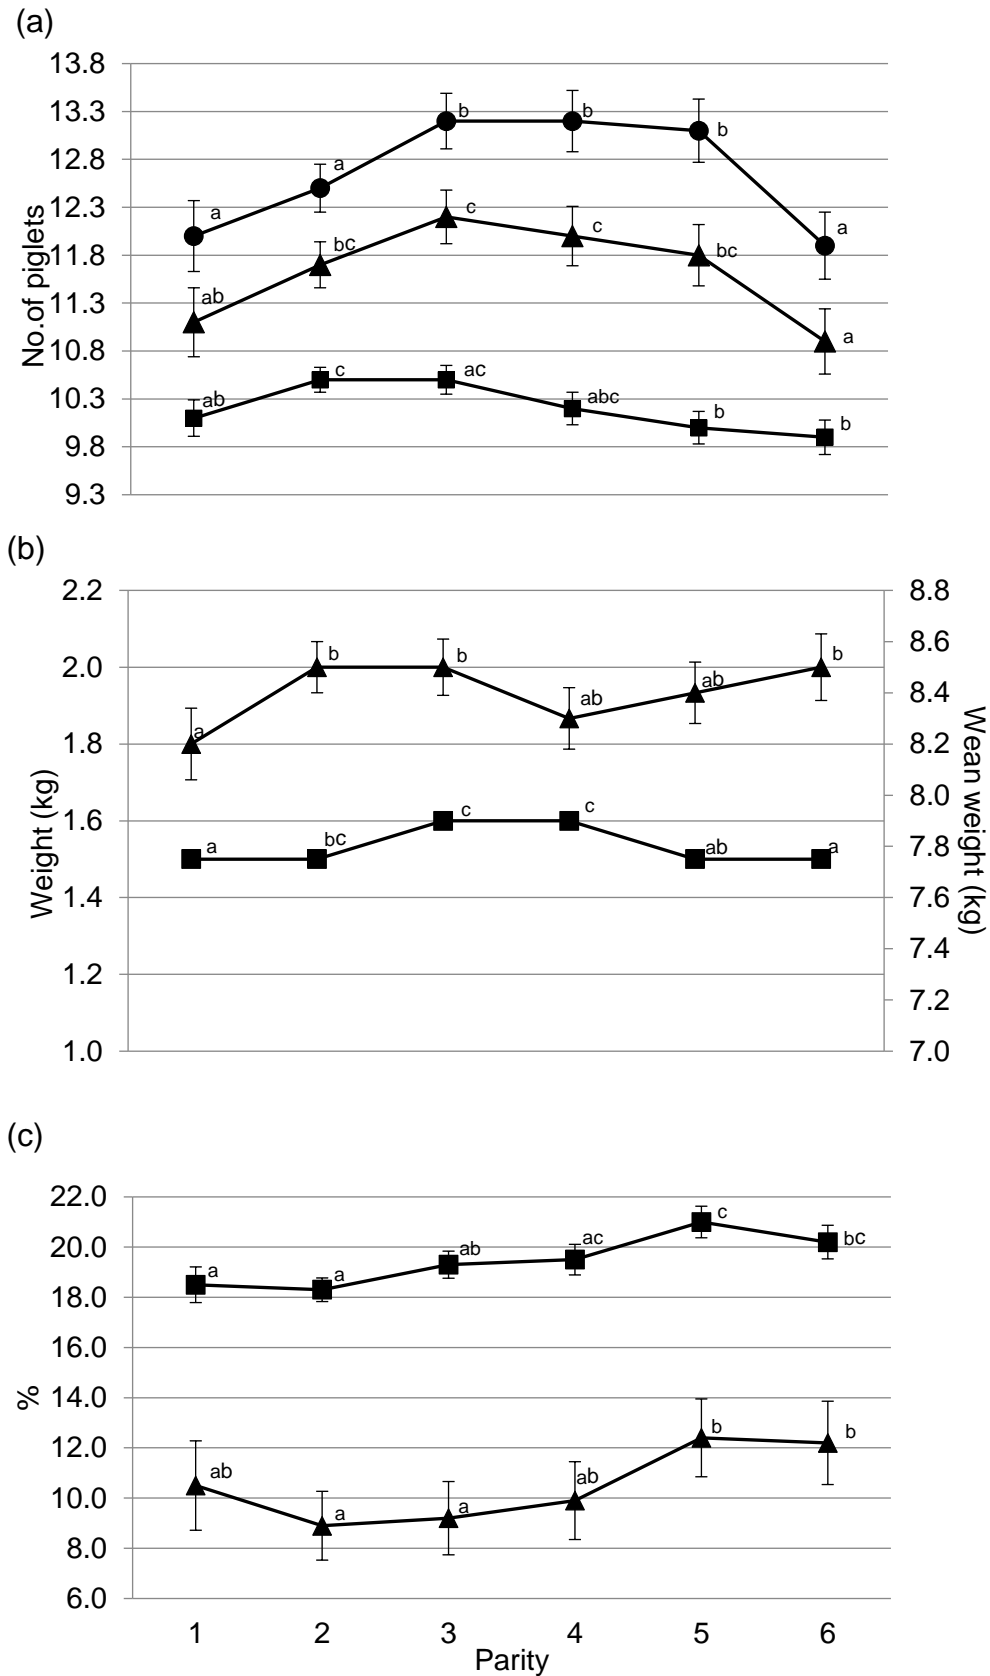 (a)
13.8
13.3
12.8
12.3
11.8
11.3
10.8
10.3
9.8
9.3
No.of piglets
a
a
b
b
b
a
ab
bc
c
c
bc
a
ab
c
ac
abc
b
b
(b)
2.2
2.0
1.8
1.6
1.4
1.2
1.0
Weight (kg)
8.8
8.6
8.4
8.2
8.0
7.8
7.6
7.4
7.2
7.0
Wean weight (kg)
a
b
b
ab
ab
b
a
bc
c
c
ab
a
(c)
22.0
20.0
18.0
16.0
14.0
12.0
10.0
8.0
6.0
%
a
a
ab
ac
c
bc
ab
a
a
ab
b
b
1 2 3 4 5 6
Parity